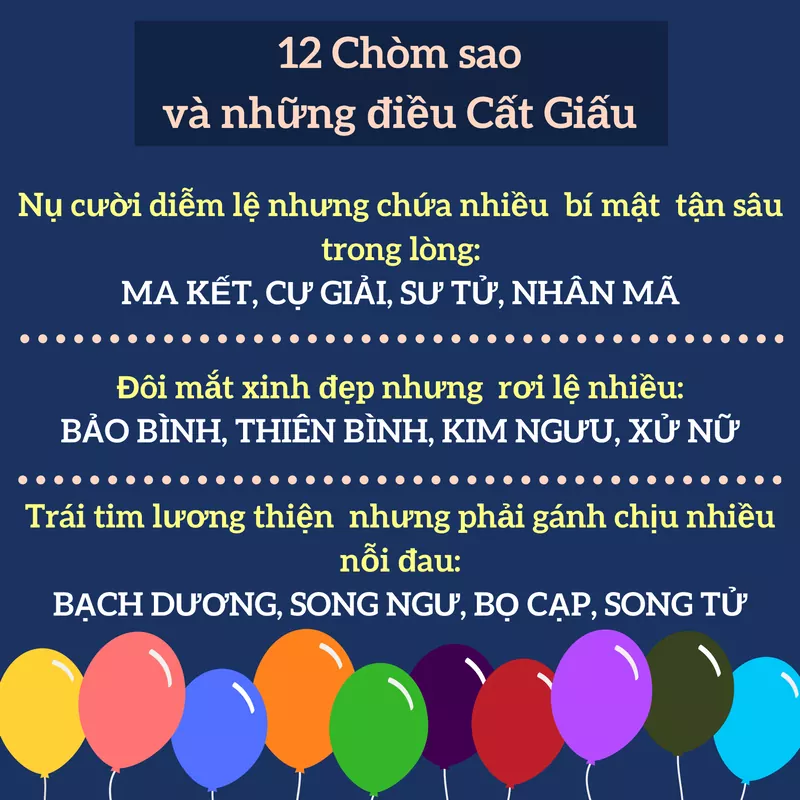 12 Chòm sao
và những điều Cất Giấu
Nụ cười diễm lệ nhưng chứa nhiều bí mật tận sâu
trong lòng:
MA KẾT, CỰ GIẢI, SƯ TỬ, NHÂN MÃ
Đôi mắt xinh đẹp nhưng rơi lệ nhiều:
BẢO BÌNH, THIÊN BÌNH, KIM NGƯU, XỬ NỮ
Trái tim lương thiện nhưng phải gánh chịu nhiều
nỗi đau:
BẠCH DƯƠNG, SONG NGƯ, BỌ CẠP, SONG TỬ